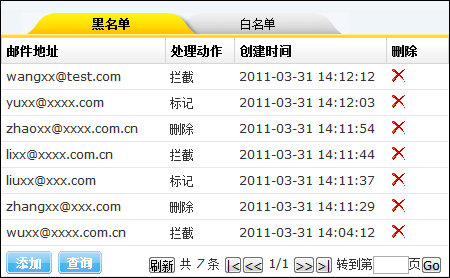 黑名单 白名单
邮件地址 处理动作 创建时间 删除
wangxx@test.com 拦截 2011-03-31 14:12:12
yuxx@xxxx.com 标记 2011-03-31 14:12:03
zhaoxx@xxxx.com.cn 删除 2011-03-31 14:11:54
lixx@xxxx.com.cn 拦截 2011-03-31 14:11:44
liuxx@xxx.com 标记 2011-03-31 14:11:37
zhangxx@xxx.com 删除 2011-03-31 14:11:29
wuxx@xxxx.com.cn 拦截 2011-03-31 14:04:12
添加 查询 刷新 共 7 条 |< << 1/1 >> >| 转到第 页 Go